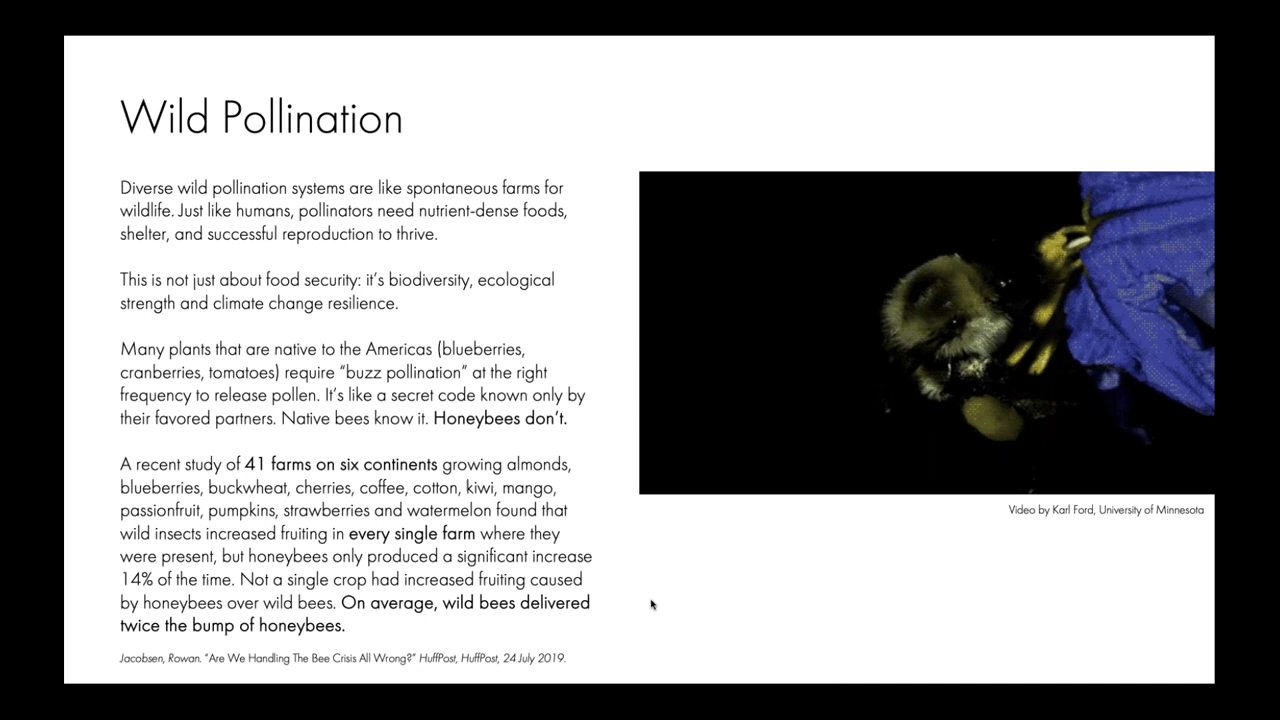 Wild Pollination
Diverse wild pollination systems are like spontaneous farms for
wildlife. Just like humans, pollinators need nutrient-dense foods,
shelter, and successful reproduction to thrive.
This is not just about food security: it's biodiversity, ecological
strength and climate change resilience.
Many plants that are native to the Americas (blueberries,
cranberries, tomatoes) require “buzz pollination” at the right
frequency to release pollen. It's like a secret code known only by
their favored partners. Native bees know it. Honeybees don't.
A recent study of 41 farms on six continents growing almonds,
blueberries, buckwheat, cherries, coffee, cotton, kiwi, mango,
passionfruit, pumpkins, strawberries and watermelon found that
wild insects increased fruiting in every single farm where they
were present, but honeybees only produced a significant increase
14% of the time. Not a single crop had increased fruiting caused
by honeybees over wild bees. On average, wild bees delivered
twice the bump of honeybees.
Jacobsen, Rowan. “Are We Handling The Bee Crisis All Wrong?” HuffPost, HuffPost, 24 July 2019.
Video by Karl Ford, University of Minnesota